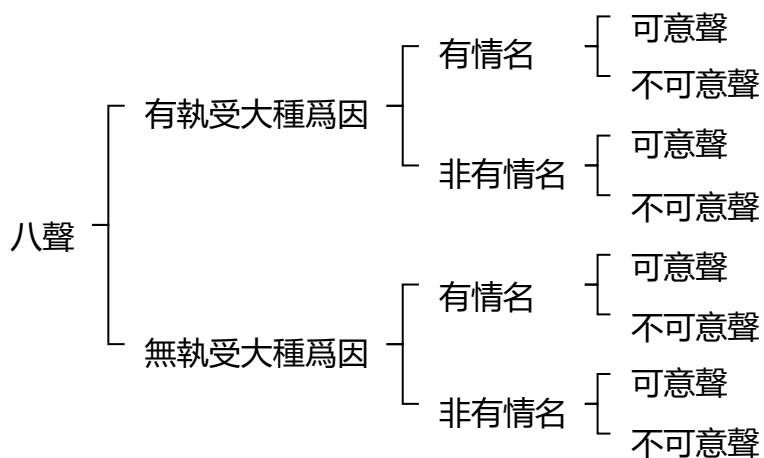 八聲
有執受大種爲因
有情名
可意聲
不可意聲
非有情名
可意聲
不可意聲
無執受大種爲因
有情名
可意聲
不可意聲
非有情名
可意聲
不可意聲